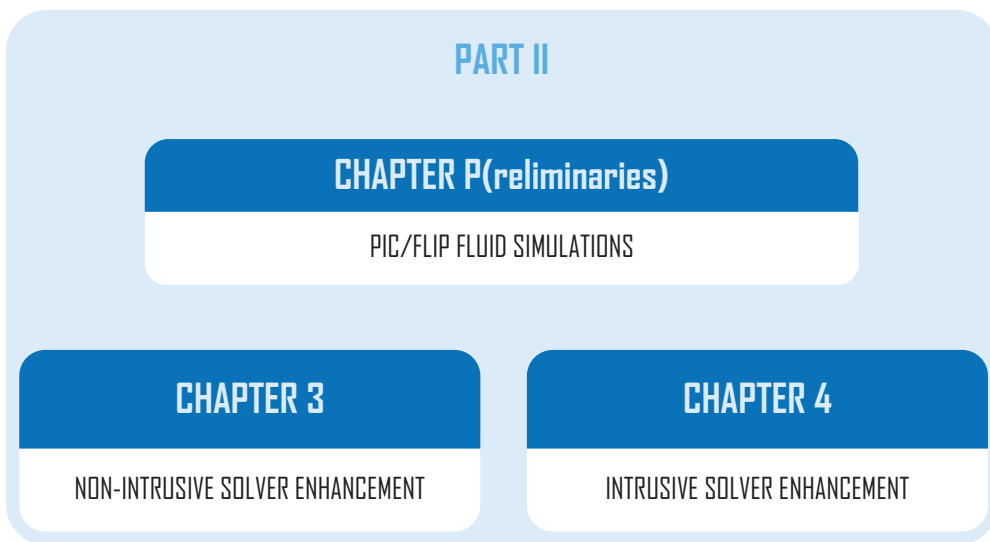 PART II
CHAPTER P(reliminaries)
PIC/FLIP FLUID SIMULATIONS
CHAPTER 3
NON-INTRUSIVE SOLVER ENHANCEMENT
CHAPTER 4
INTRUSIVE SOLVER ENHANCEMENT